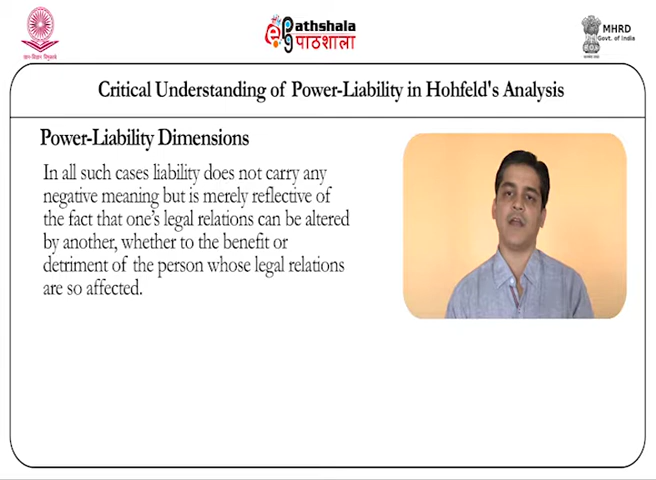 ePG Pathshala
पाठशाला
MHRD
Govt. of India
Critical Understanding of Power-Liability in Hohfeld's Analysis
Power-Liability Dimensions
In all such cases liability does not carry any
negative meaning but is merely reflective of
the fact that one's legal relations can be altered
by another, whether to the benefit or
detriment of the person whose legal relations
are so affected.